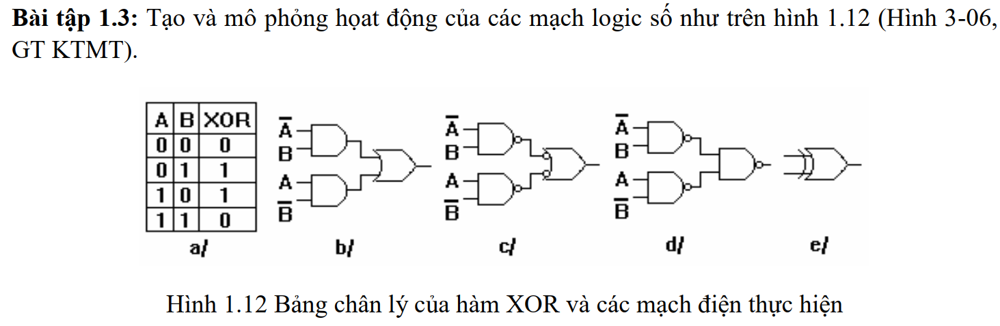 Bài tập 1.3: Tạo và mô phỏng họat động của các mạch logic số như trên hình 1.12 (Hình 3-06,
GT KTMT).
A B XOR
0 0 0
0 1 1
1 0 1
1 1 0
a/
A̅
B
A
B̅
b/
A̅
B
A
B̅
c/
A̅
B
A
B̅
d/
e/
Hình 1.12 Bảng chân lý của hàm XOR và các mạch điện thực hiện